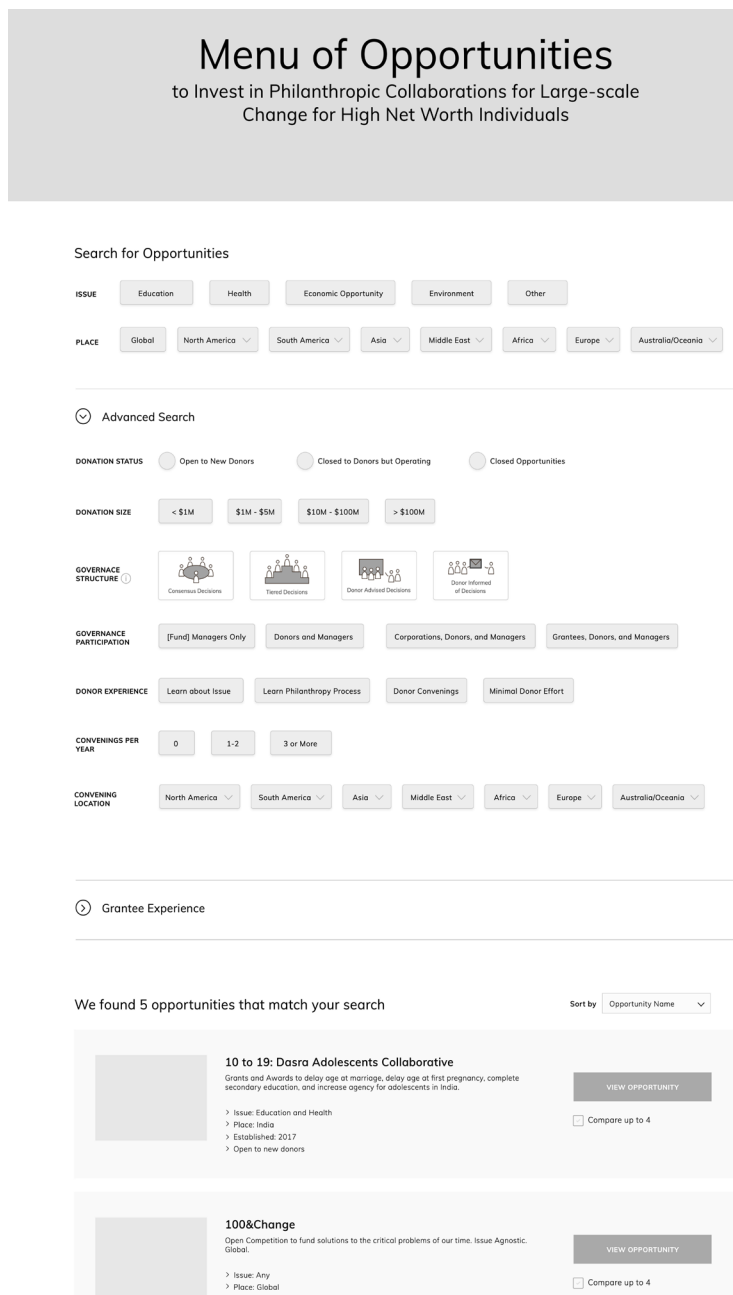 Menu of Opportunities
to Invest in Philanthropic Collaborations for Large-scale
Change for High Net Worth Individuals
Search for Opportunities
ISSUE Education Health Economic Opportunity Environment Other
PLACE Global North America South America Asia Middle East Africa Europe Australia/Oceania
Advanced Search
DONATION STATUS Open to New Donors Closed to Donors but Operating Closed Opportunities
DONATION SIZE < $1M $1M - $5M $10M - $100M > $100M
GOVERNACE
STRUCTURE i
Consensus Decisions Tiered Decisions Donor Advised Decisions Donor Informed
of Decisions
GOVERNANCE
PARTICIPATION
[Fund] Managers Only Donors and Managers Corporations, Donors, and Managers Grantees, Donors, and Managers
DONOR EXPERIENCE Learn about Issue Learn Philanthropy Process Donor Convenings Minimal Donor Effort
CONVENINGS PER
YEAR
0 1-2 3 or More
CONVENING
LOCATION
North America South America Asia Middle East Africa Europe Australia/Oceania
Grantee Experience
We found 5 opportunities that match your search
Sort by Opportunity Name
10 to 19: Dasra Adolescents Collaborative
Grants and Awards to delay age at marriage, delay age at first pregnancy, complete
secondary education, and increase agency for adolescents in India.
> Issue: Education and Health
> Place: India
> Established: 2017
> Open to new donors
VIEW OPPORTUNITY
Compare up to 4
100&Change
Open Competition to fund solutions to the critical problems of our time. Issue Agnostic.
Global.
> Issue: Any
> Place: Global
VIEW OPPORTUNITY
Compare up to 4